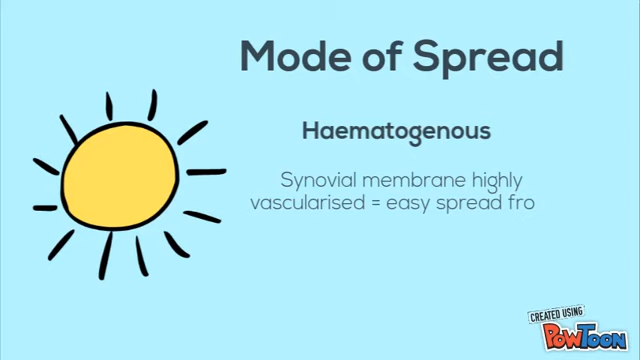 Mode of Spread
Haematogenous
Synovial membrane highly
vascularised = easy spread fro
CREATED USING
POWTOON